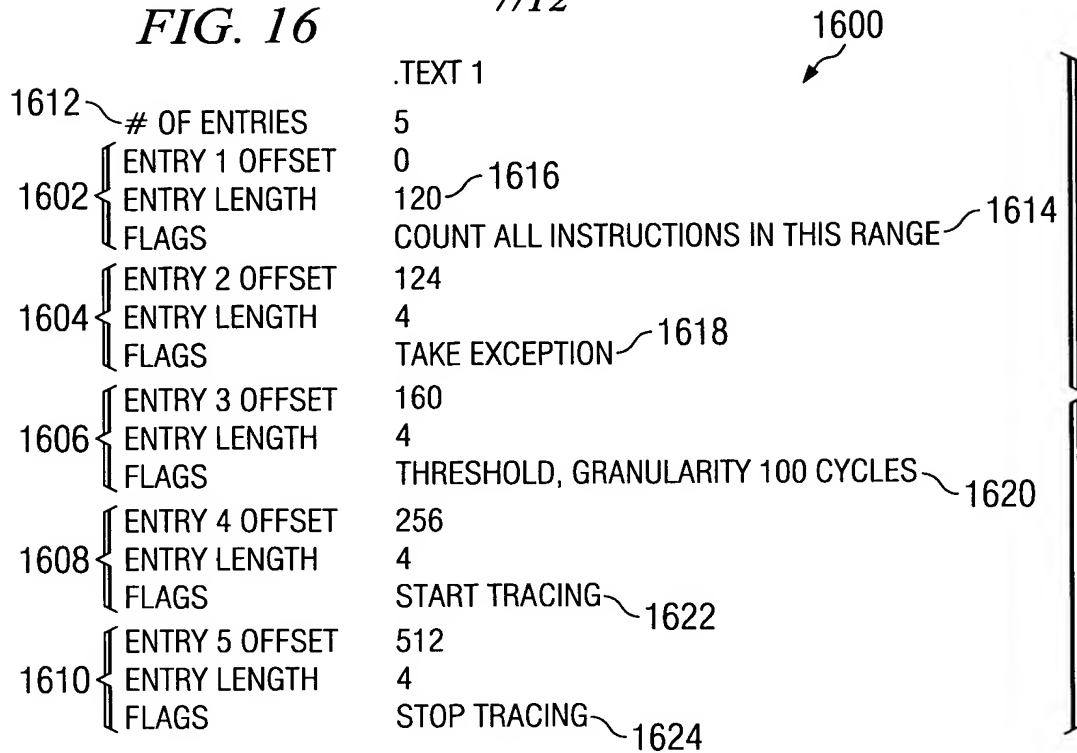 FIG. 16
7/12
1600
.TEXT 1
1612
# OF ENTRIES 5
ENTRY 1 OFFSET 0
1602 ENTRY LENGTH 120 1616
FLAGS COUNT ALL INSTRUCTIONS IN THIS RANGE 1614
ENTRY 2 OFFSET 124
1604 ENTRY LENGTH 4
FLAGS TAKE EXCEPTION 1618
ENTRY 3 OFFSET 160
1606 ENTRY LENGTH 4
FLAGS THRESHOLD, GRANULARITY 100 CYCLES 1620
ENTRY 4 OFFSET 256
1608 ENTRY LENGTH 4
FLAGS START TRACING 1622
ENTRY 5 OFFSET 512
1610 ENTRY LENGTH 4
FLAGS STOP TRACING 1624